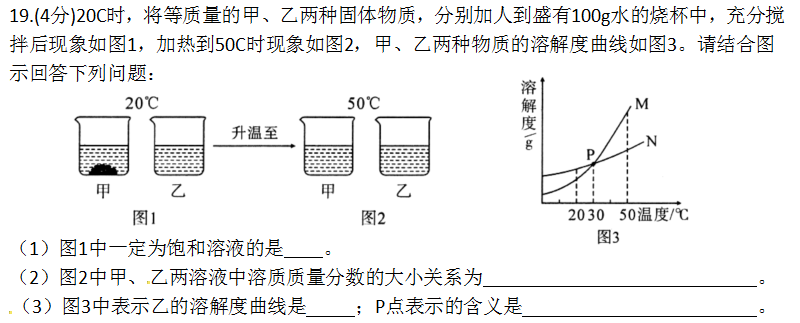 19.(4分)20C时，将等质量的甲、乙两种固体物质，分别加人到盛有100g水的烧杯中，充分搅
拌后现象如图1，加热到50C时现象如图2，甲、乙两种物质的溶解度曲线如图3。请结合图
示回答下列问题：
20℃
50℃
升温至
甲
乙
甲
乙
图1
图2
溶解度/g
M
N
P
20 30 50 温度/℃
图3
（1）图1中一定为饱和溶液的是____。
（2）图2中甲、乙两溶液中溶质质量分数的大小关系为__________________________。
（3）图3中表示乙的溶解度曲线是_____；P点表示的含义是______________________。